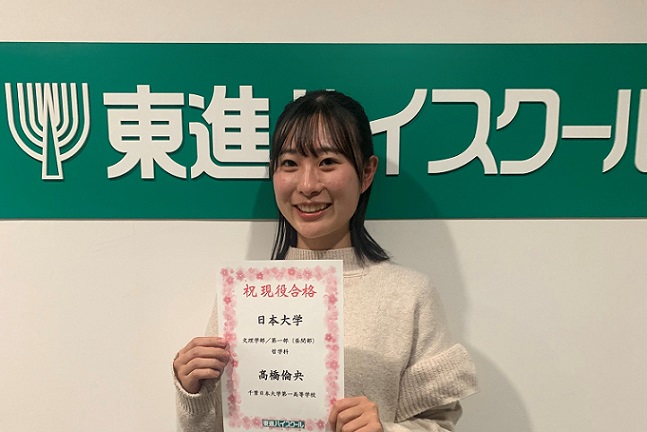 東進ハイスクール
祝 現役合格
日本大学
文理学部／第一部（昼間部）
哲学科
高橋倫央
千葉日本大学第一高等学校
東進ハイスクール